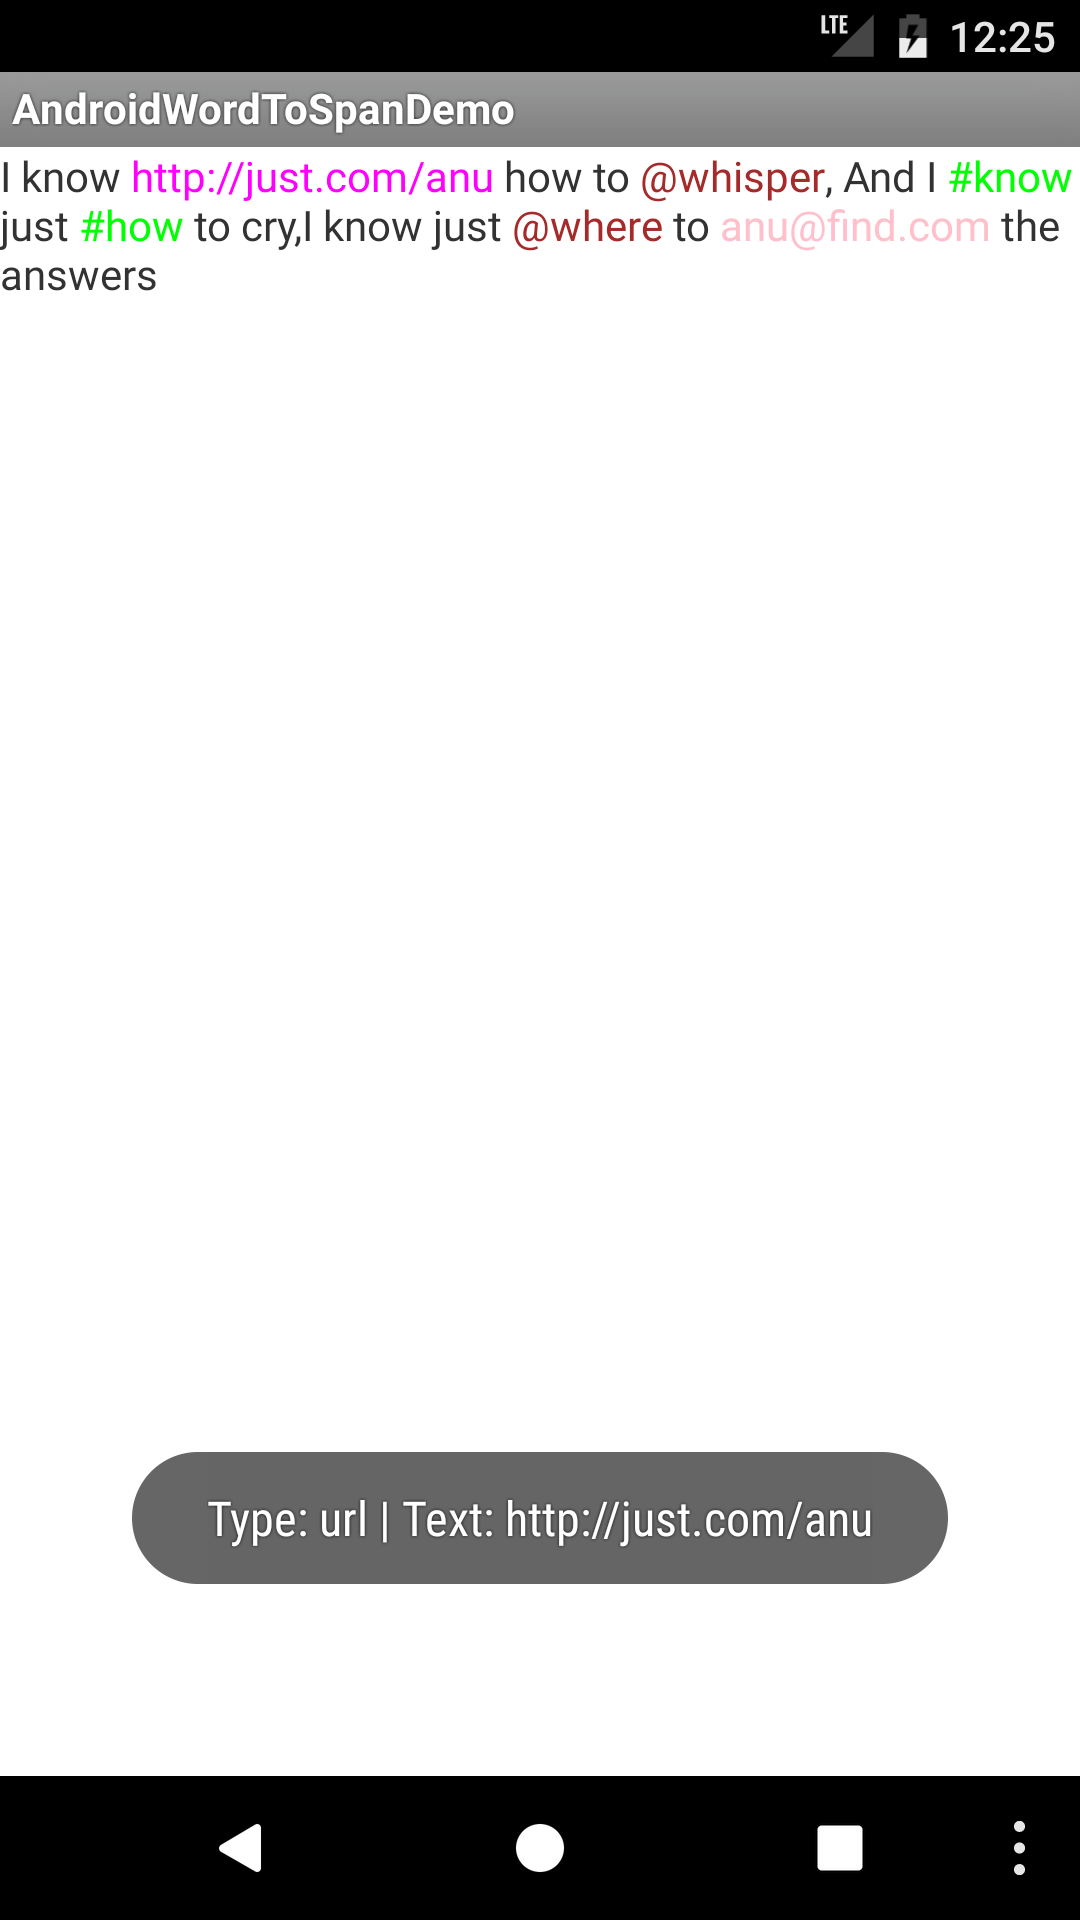 LTE 12:25
AndroidWordToSpanDemo
I know http://just.com/anu how to @whisper, And I #know
just #how to cry,I know just @where to anu@find.com the
answers
Type: url | Text: http://just.com/anu